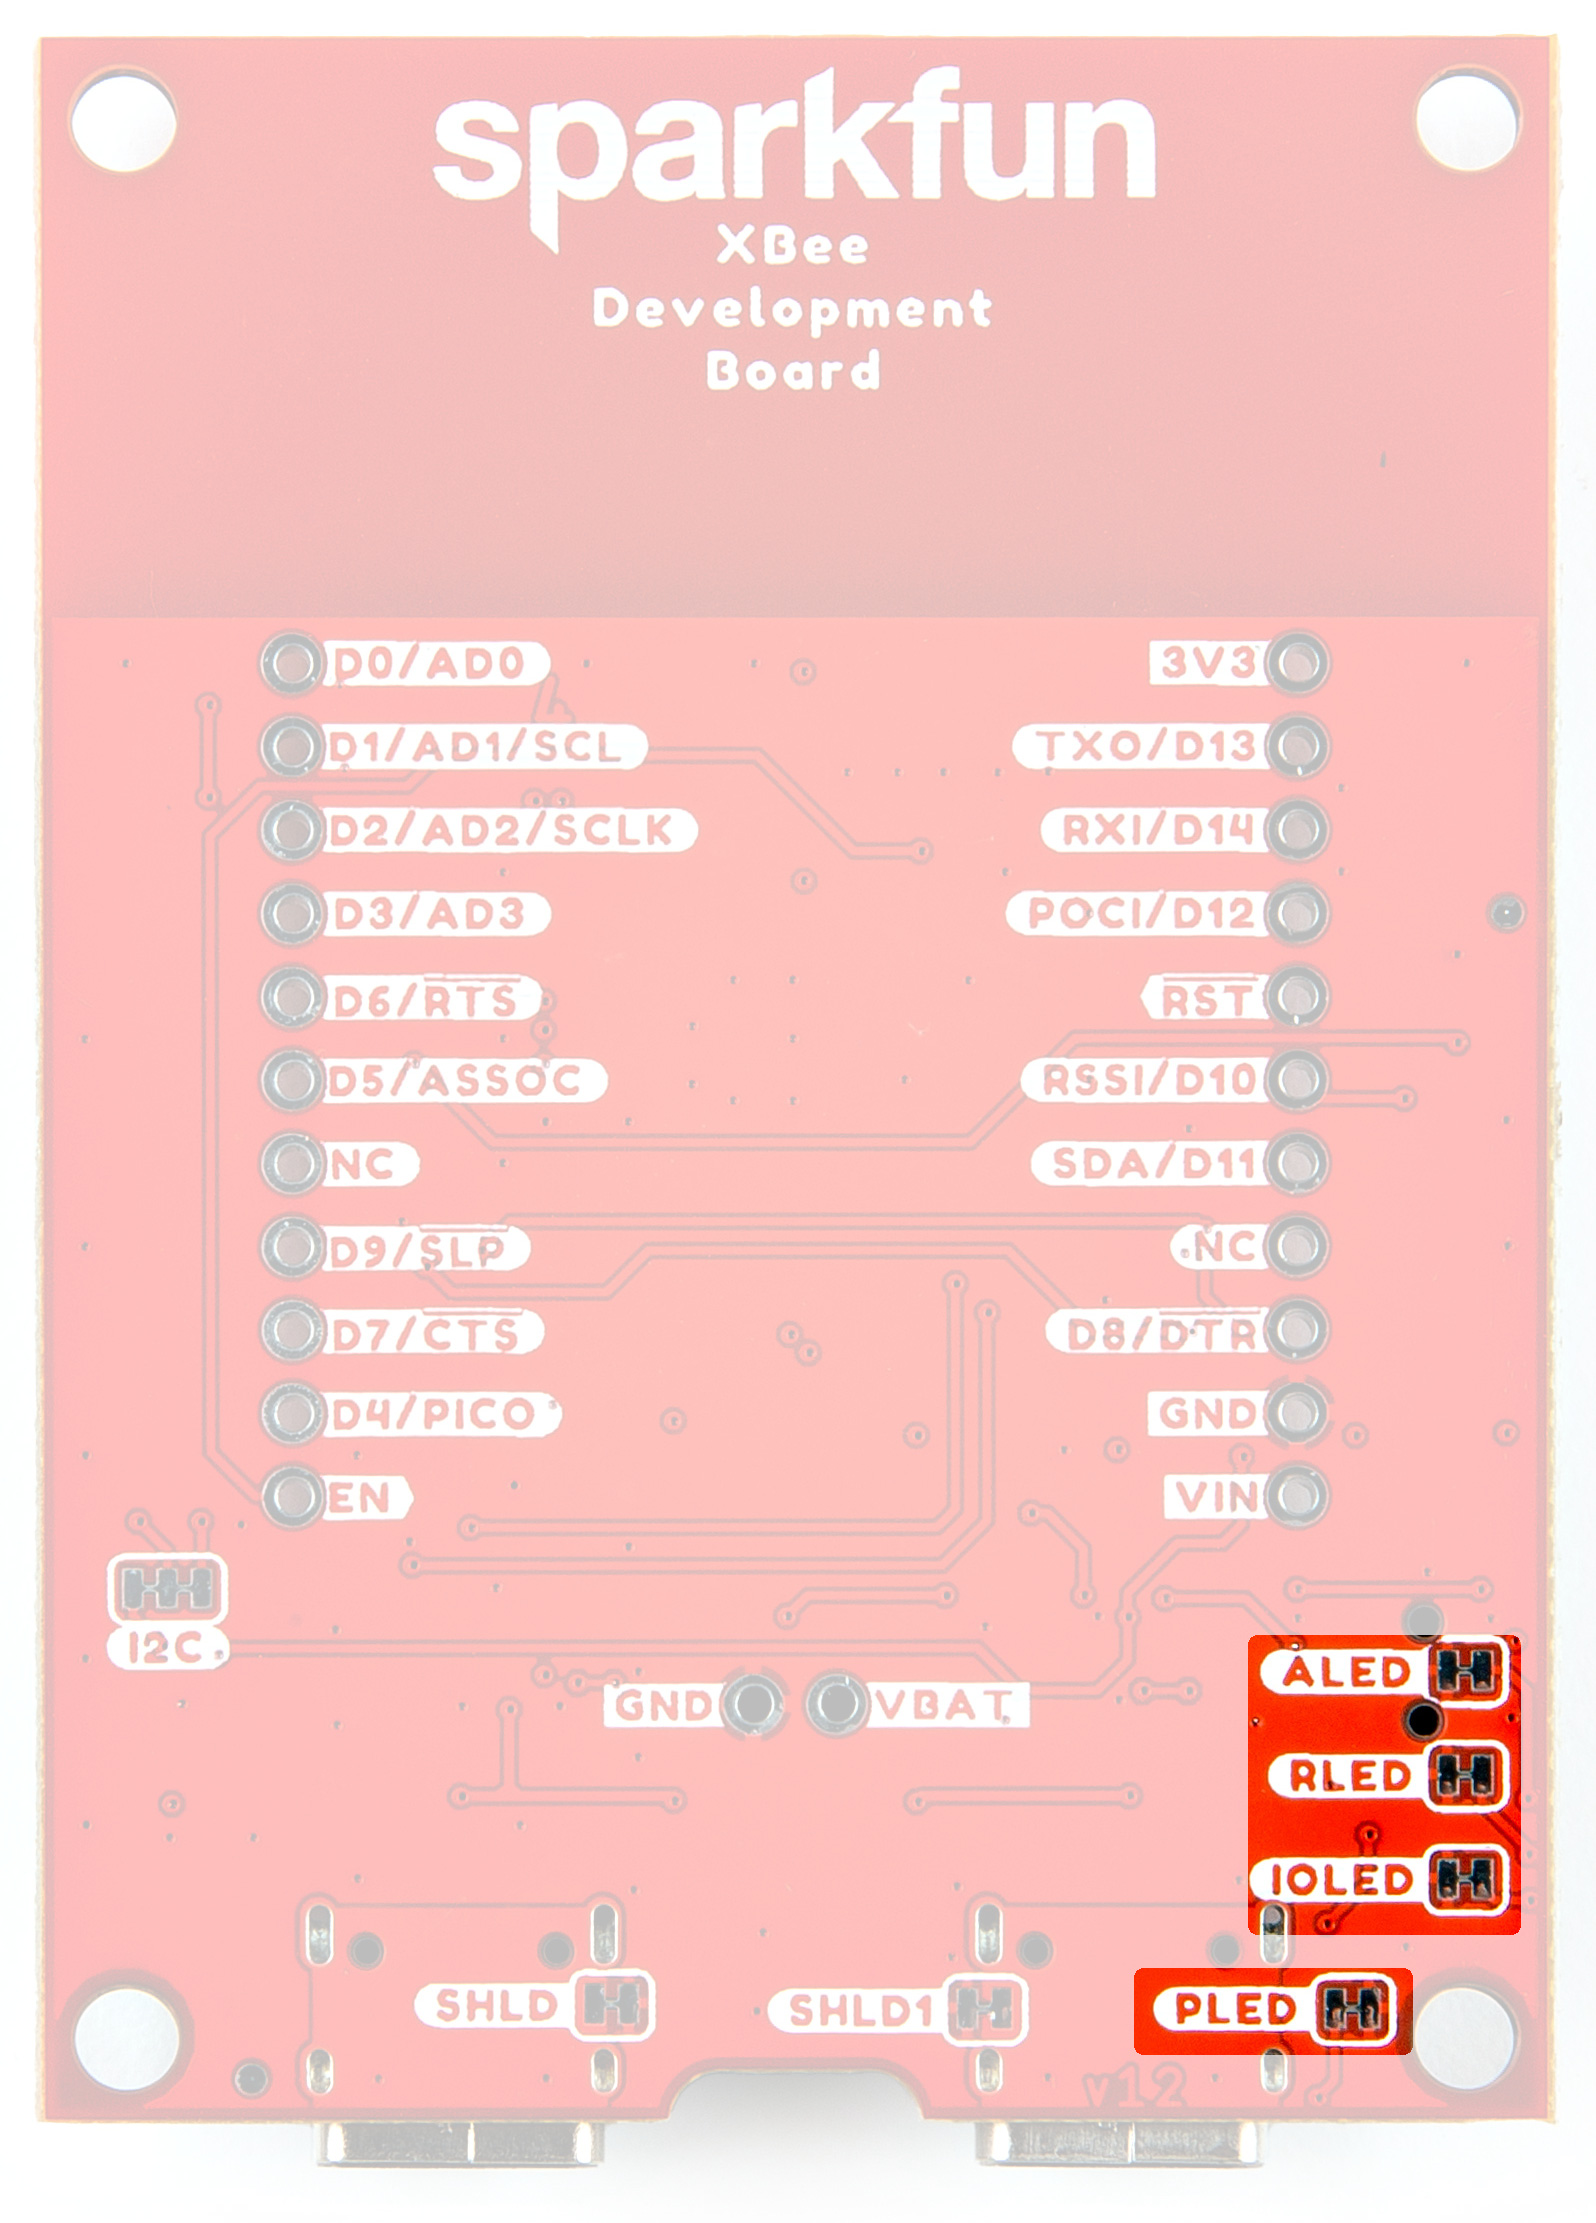 sparkfun
XBee
Development
Board
D0/AD0
D1/AD1/SCL
D2/AD2/SCLK
D3/AD3
D6/RTS
D5/ASSOC
NC
D9/SLP
D7/CTS
D4/PICO
EN
3V3
TXO/D13
RXI/D14
POCI/D12
RST
RSSI/D10
SDA/D11
NC
D8/DTR
GND
VIN
I2C
GND VBAT
ALED
RLED
IOLED
SHLD
SHLD1
PLED
v12